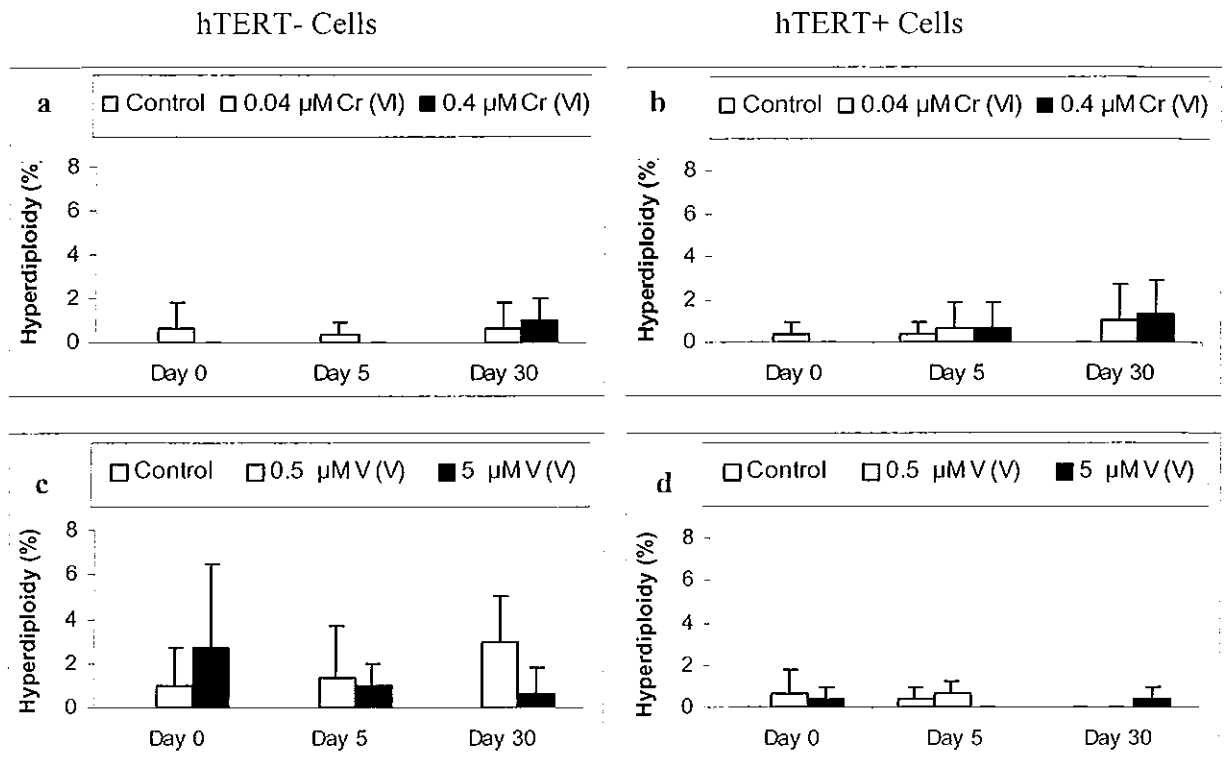 hTERT- Cells
hTERT+ Cells
a
Control 0.04 µM Cr (VI) 0.4 µM Cr (VI)
Hyperdiploidy (%
8
6
4
2
0
Day 0 Day 5 Day 30
b
Control 0.04 µM Cr (VI) 0.4 µM Cr (VI)
Hyperdiploidy (%
8
6
4
2
0
Day 0 Day 5 Day 30
c
Control 0.5 µM V (V) 5 µM V (V)
Hyperdiploidy (%)
8
6
4
2
0
Day 0 Day 5 Day 30
d
Control 0.5 µM V (V) 5 µM V (V)
Hyperdiploidy (%)
8
6
4
2
0
Day 0 Day 5 Day 30